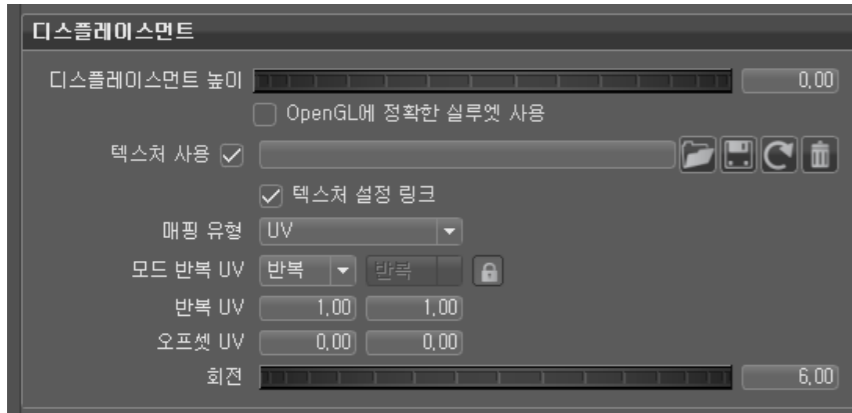 디스플레이스먼트
디스플레이스먼트 높이 0,00
OpenGL에 정확한 실루엣 사용
텍스처 사용
텍스처 설정 링크
매핑 유형 UV
모드 반복 UV 반복 반복
반복 UV 1,00 1,00
오프셋 UV 0,00 0,00
회전 6,00